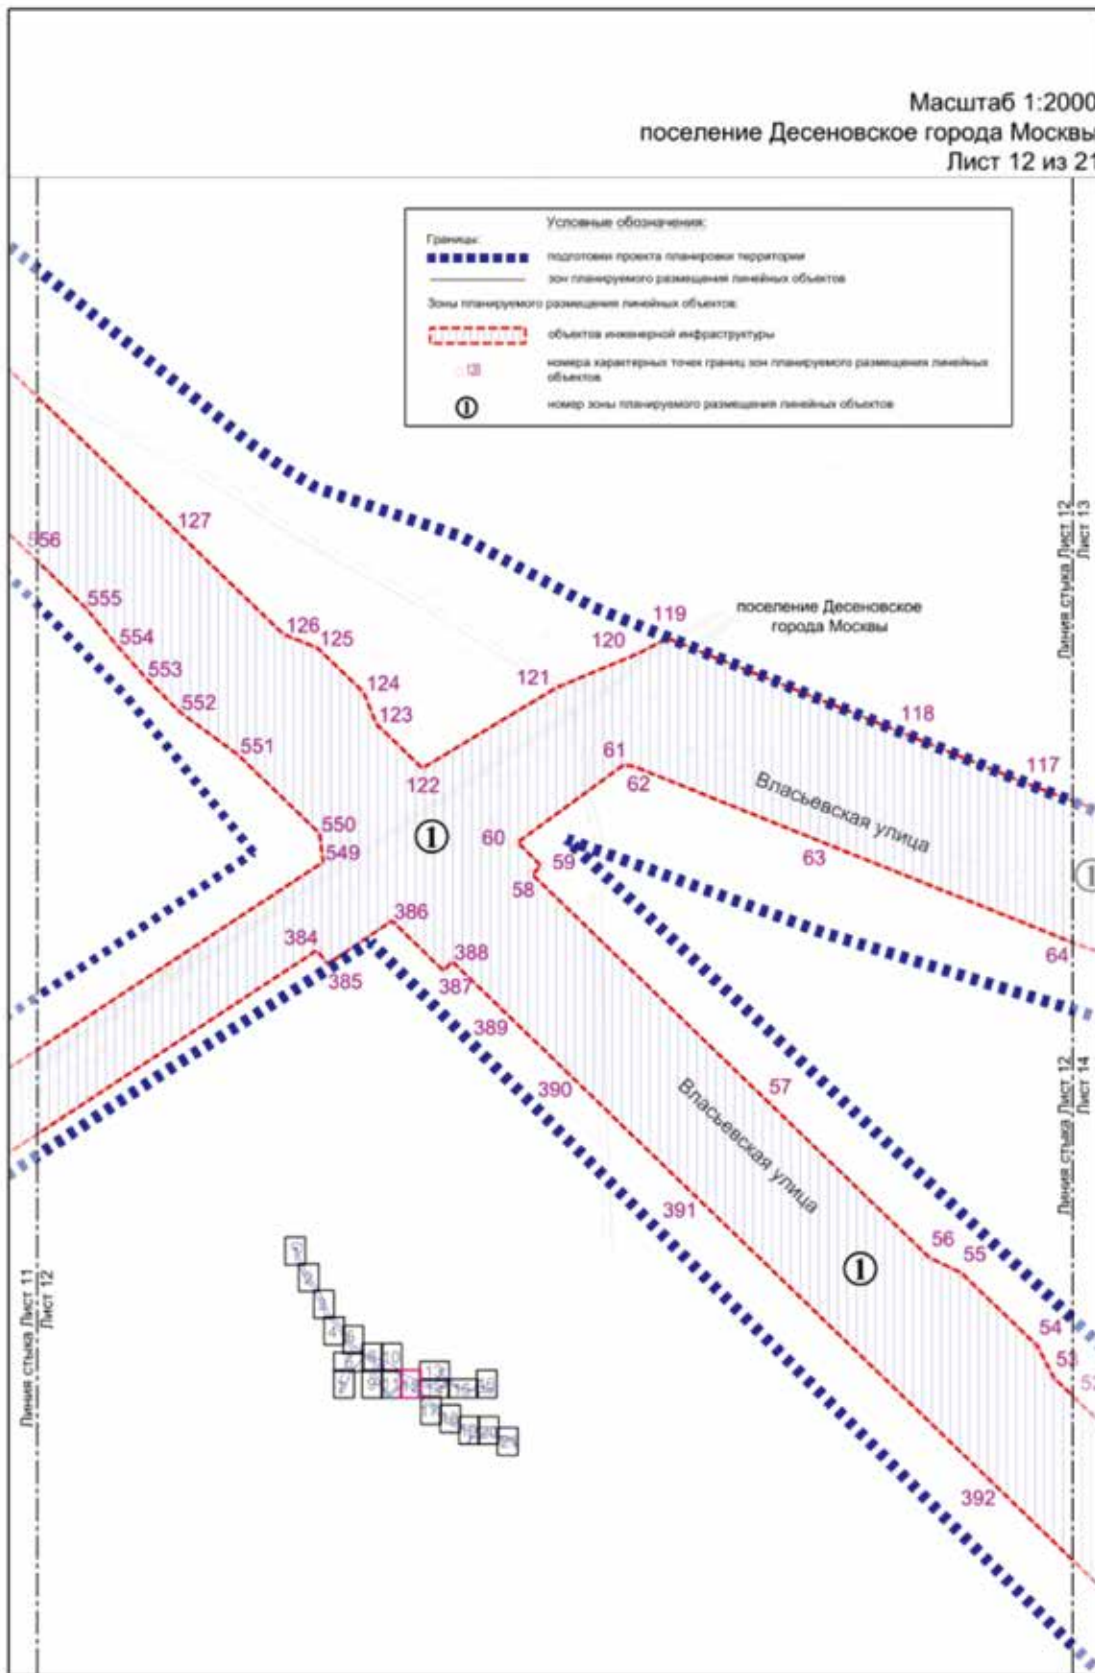 Масштаб 1:2000
поселение Десеновское города Москвы
Лист 12 из 21
Условные обозначения:
Границы:
подготовки проекта планировки территории
зон планируемого размещения линейных объектов
Зоны планируемого размещения линейных объектов:
объектов инженерной инфраструктуры
номера характерных точек границ зон планируемого размещения линейных
объектов
1
номер зоны планируемого размещения линейных объектов
127
556
555
554
553
552
551
550
549
126
125
124
123
122
121
120
119
118
117
поселение Десеновское
города Москвы
Линия стыка Лист 12
Лист 13
61
62
Власьевская улица
63
64
1
1
60
59
58
386
384
385
388
387
389
390
57
Власьевская улица
391
1
56
55
54
53
392
Линия стыка Лист 12
Лист 14
Линия стыка Лист 11
Лист 12